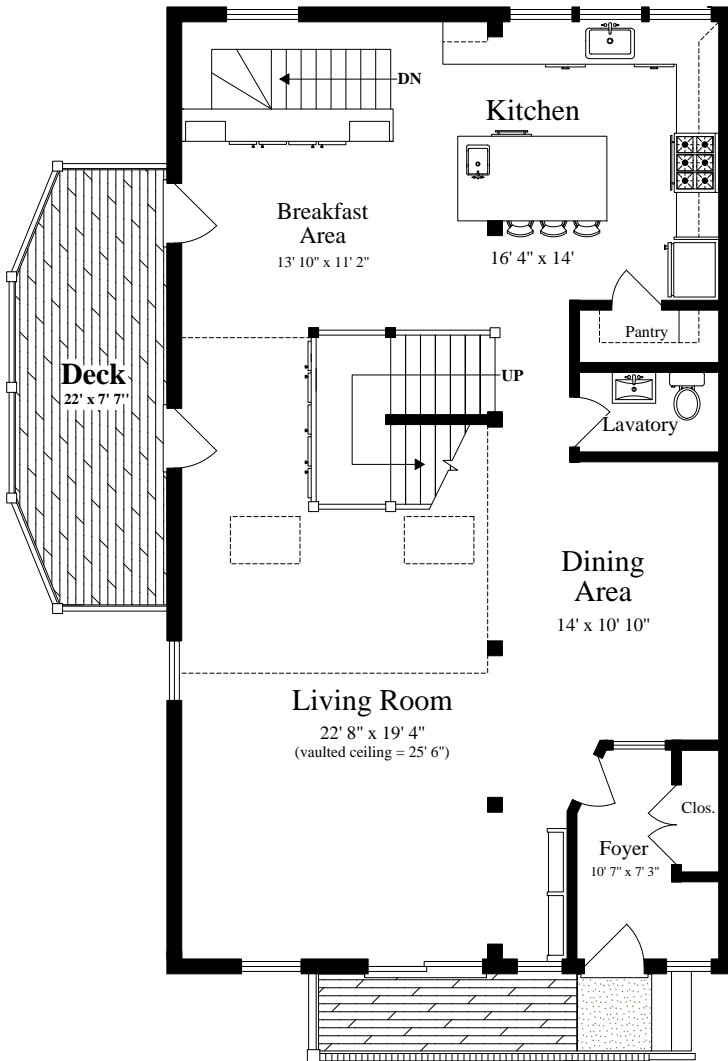 DN
Kitchen
16' 4" x 14'
Breakfast
Area
13' 10" x 11' 2"
Pantry
Deck
22' x 7' 7"
UP
Lavatory
Dining
Area
14' x 10' 10"
Living Room
22' 8" x 19' 4"
(vaulted ceiling = 25' 6")
Clos.
Foyer
10' 7" x 7' 3"